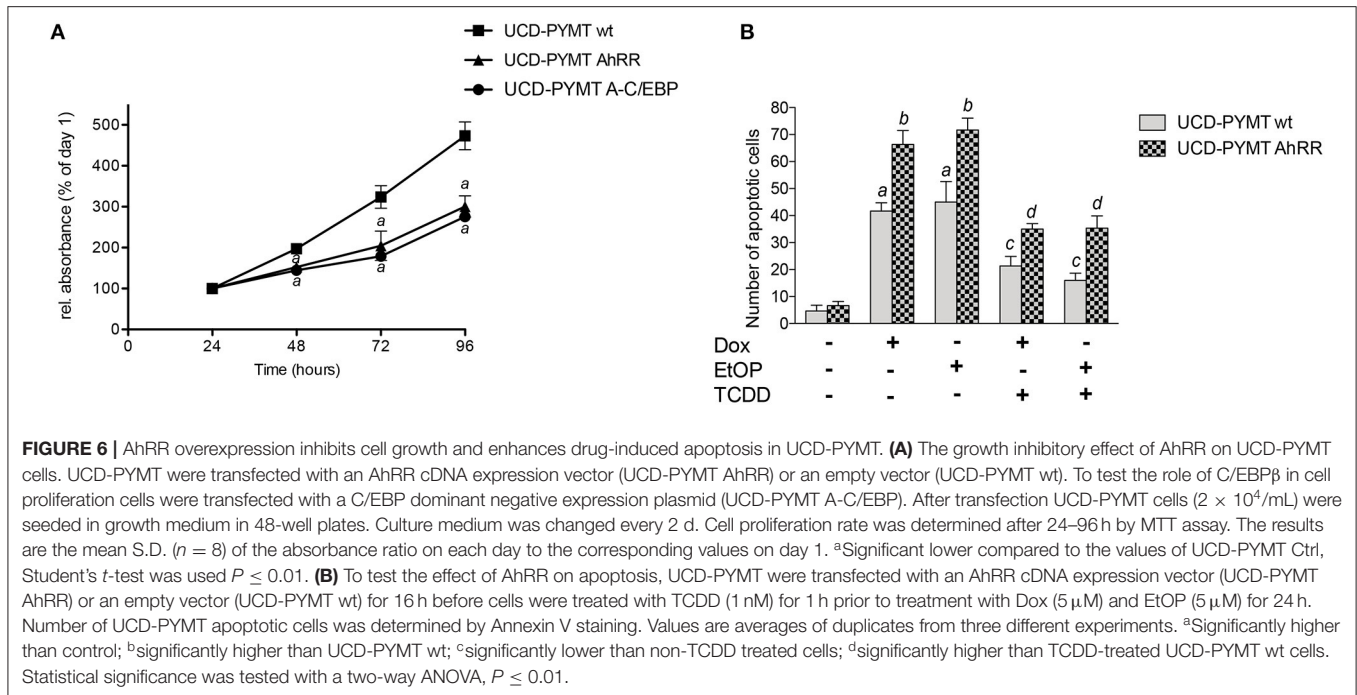 A
UCD-PYMT wt
UCD-PYMT AhRR
UCD-PYMT A-C/EBP
rel. absorbance (% of day 1)
500
400
300
200
100
0
a
a
a
a
a
a
0 24 48 72 96
Time (hours)
B
UCD-PYMT wt
UCD-PYMT AhRR
Number of apoptotic cells
80
70
60
50
40
30
20
10
0
a b a b c d c d
Dox - + - + -
EtOP - - + - +
TCDD - - - + +
FIGURE 6 | AhRR overexpression inhibits cell growth and enhances drug-induced apoptosis in UCD-PYMT. (A) The growth inhibitory effect of AhRR on UCD-PYMT
cells. UCD-PYMT were transfected with an AhRR cDNA expression vector (UCD-PYMT AhRR) or an empty vector (UCD-PYMT wt). To test the role of C/EBPβ in cell
proliferation cells were transfected with a C/EBP dominant negative expression plasmid (UCD-PYMT A-C/EBP). After transfection UCD-PYMT cells (2 × 10⁴/mL) were
seeded in growth medium in 48-well plates. Culture medium was changed every 2 d. Cell proliferation rate was determined after 24–96 h by MTT assay. The results
are the mean S.D. (n = 8) of the absorbance ratio on each day to the corresponding values on day 1. ᵃSignificant lower compared to the values of UCD-PYMT Ctrl,
Student's t-test was used P ≤ 0.01. (B) To test the effect of AhRR on apoptosis, UCD-PYMT were transfected with an AhRR cDNA expression vector (UCD-PYMT
AhRR) or an empty vector (UCD-PYMT wt) for 16 h before cells were treated with TCDD (1 nM) for 1 h prior to treatment with Dox (5 μM) and EtOP (5 μM) for 24 h.
Number of UCD-PYMT apoptotic cells was determined by Annexin V staining. Values are averages of duplicates from three different experiments. ᵃSignificantly higher
than control; ᵇsignificantly higher than UCD-PYMT wt; ᶜsignificantly lower than non-TCDD treated cells; ᵈsignificantly higher than TCDD-treated UCD-PYMT wt cells.
Statistical significance was tested with a two-way ANOVA, P ≤ 0.01.